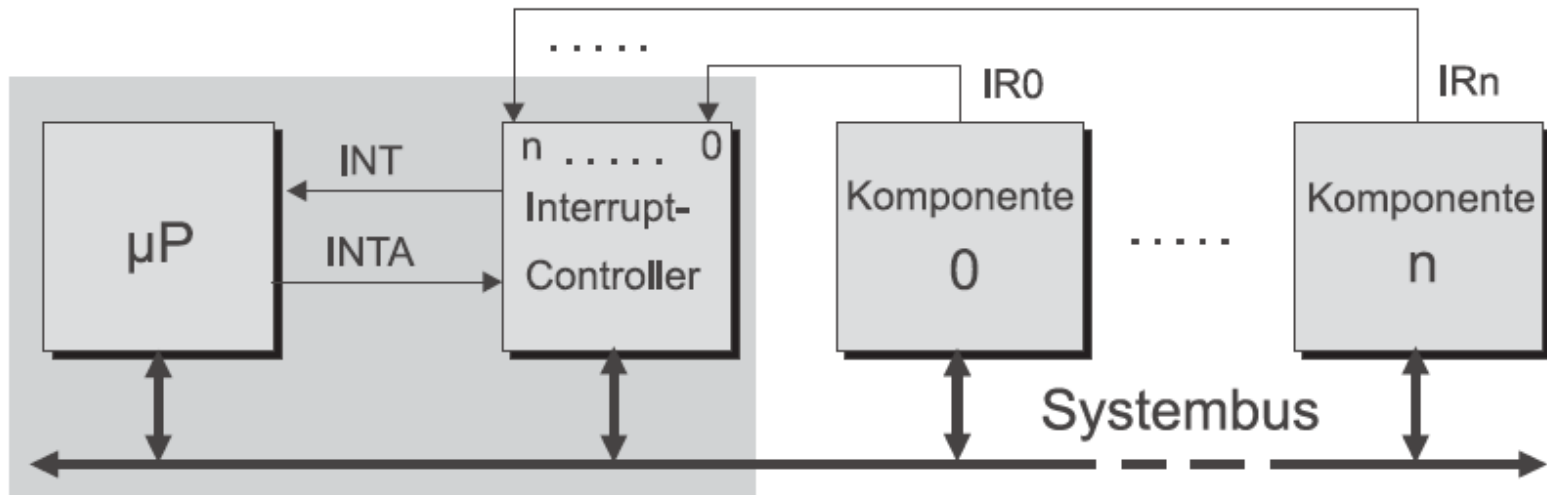 .....
IR0
IRn
µP
INT
INTA
n ..... 0
Interrupt-
Controller
Komponente
0
.....
Komponente
n
Systembus